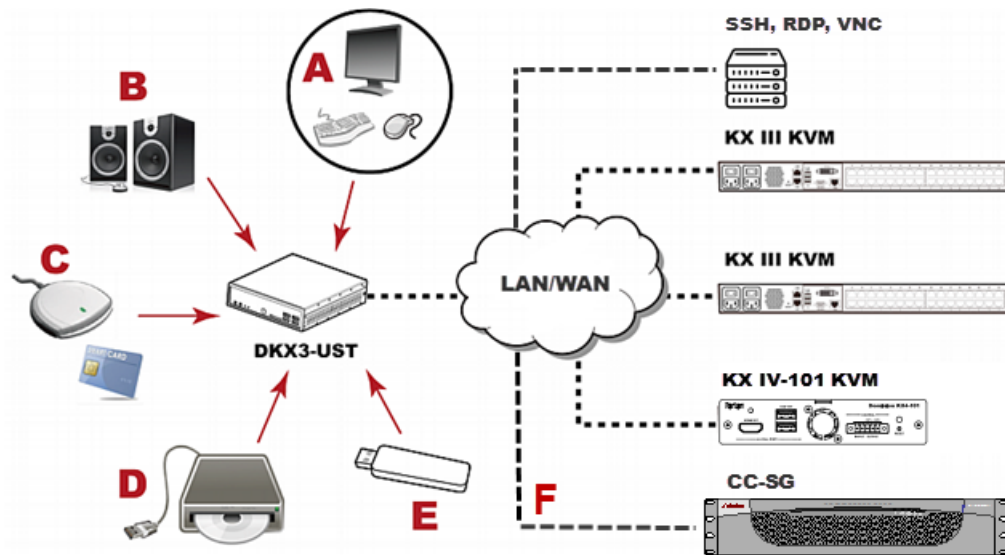 SSH, RDP, VNC
A
B
KX III KVM
C
LAN/WAN
KX III KVM
DKX3-UST
SMARTCARD
KX IV-101 KVM
D
E
F
CC-SG